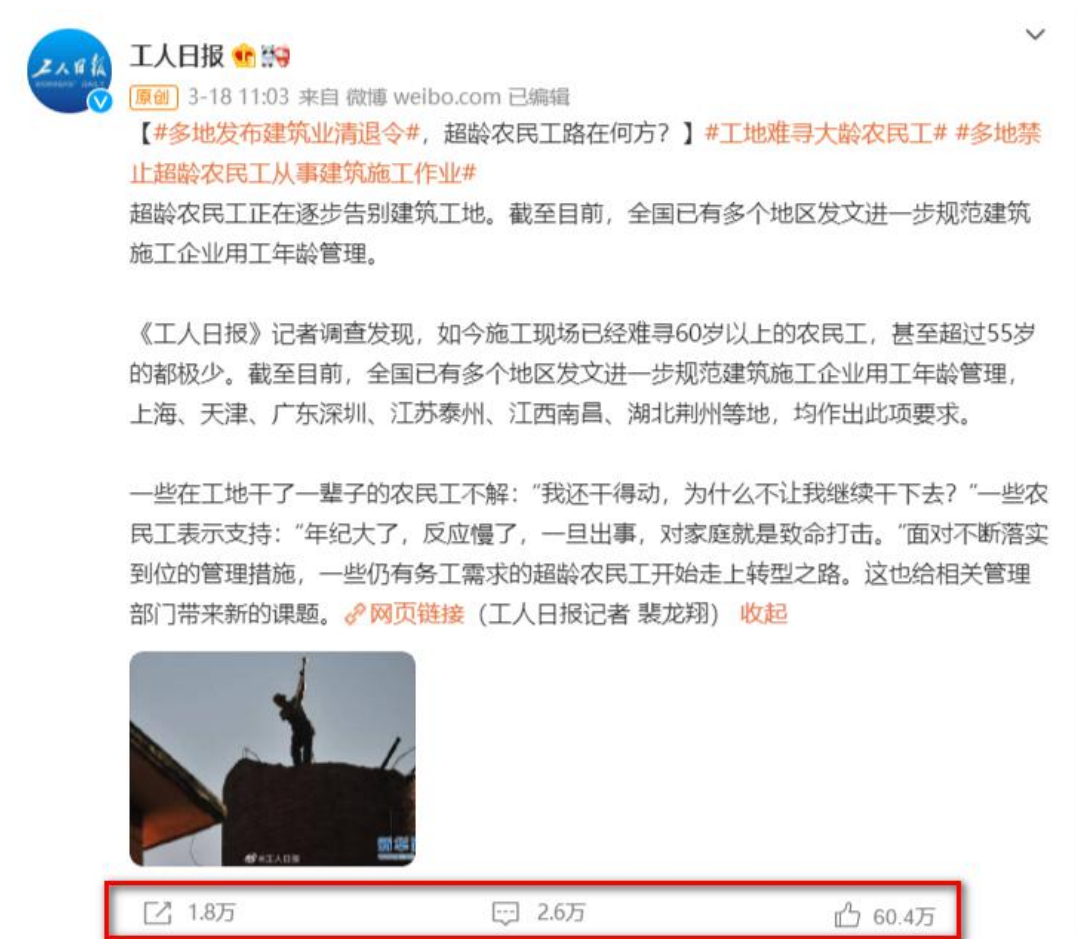 工人日报
工人日报
原创 3-18 11:03 来自 微博 weibo.com 已编辑
【#多地发布建筑业清退令#，超龄农民工路在何方？】#工地难寻大龄农民工# #多地禁
止超龄农民工从事建筑施工作业#
超龄农民工正在逐步告别建筑工地。截至目前，全国已有多个地区发文进一步规范建筑
施工企业用工年龄管理。
《工人日报》记者调查发现，如今施工现场已经难寻60岁以上的农民工，甚至超过55岁
的都极少。截至目前，全国已有多个地区发文进一步规范建筑施工企业用工年龄管理，
上海、天津、广东深圳、江苏泰州、江西南昌、湖北荆州等地，均作出此项要求。
一些在工地干了一辈子的农民工不解：“我还干得动，为什么不让我继续干下去？”一些农
民工表示支持：“年纪大了，反应慢了，一旦出事，对家庭就是致命打击。”面对不断落实
到位的管理措施，一些仍有务工需求的超龄农民工开始走上转型之路。这也给相关管理
部门带来新的课题。网页链接（工人日报记者 裴龙翔） 收起
@工人日报
1.8万 2.6万 60.4万